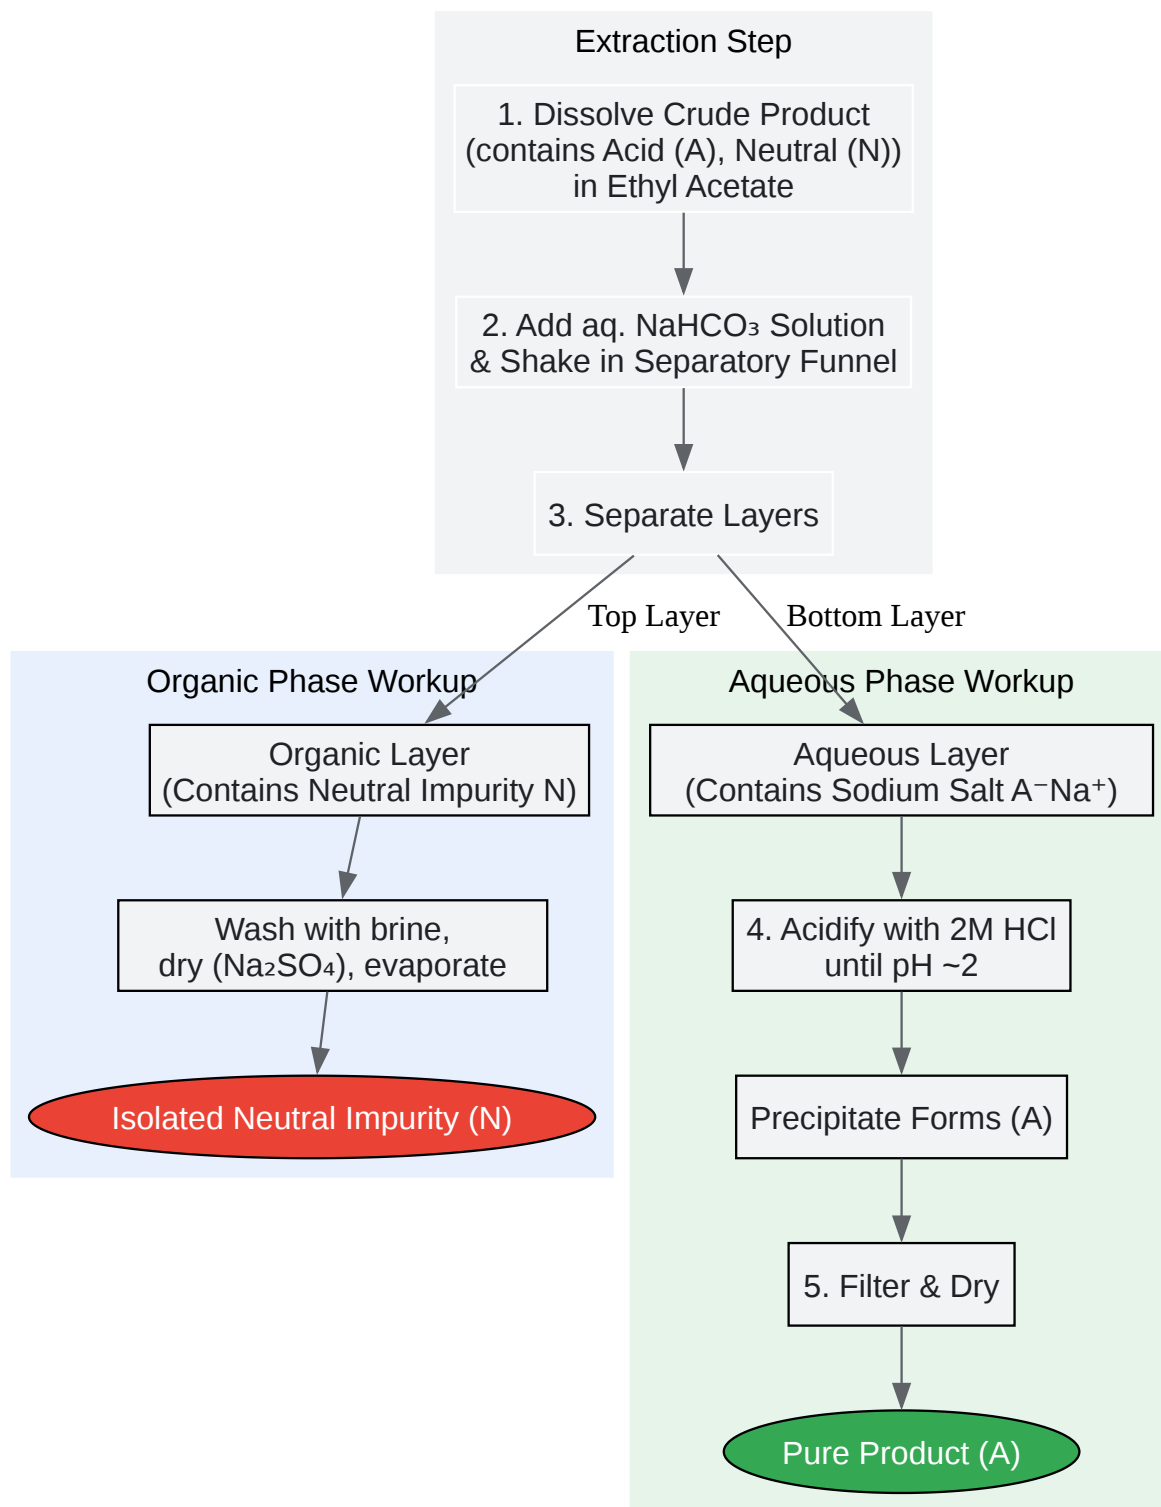 Extraction Step
1. Dissolve Crude Product
(contains Acid (A), Neutral (N))
in Ethyl Acetate
2. Add aq. NaHCO₃ Solution
& Shake in Separatory Funnel
3. Separate Layers
Top Layer
Bottom Layer
Organic Phase Workup
Organic Layer
(Contains Neutral Impurity N)
Wash with brine,
dry (Na₂SO₄), evaporate
Isolated Neutral Impurity (N)
Aqueous Phase Workup
Aqueous Layer
(Contains Sodium Salt A⁻Na⁺)
4. Acidify with 2M HCl
until pH ~2
Precipitate Forms (A)
5. Filter & Dry
Pure Product (A)